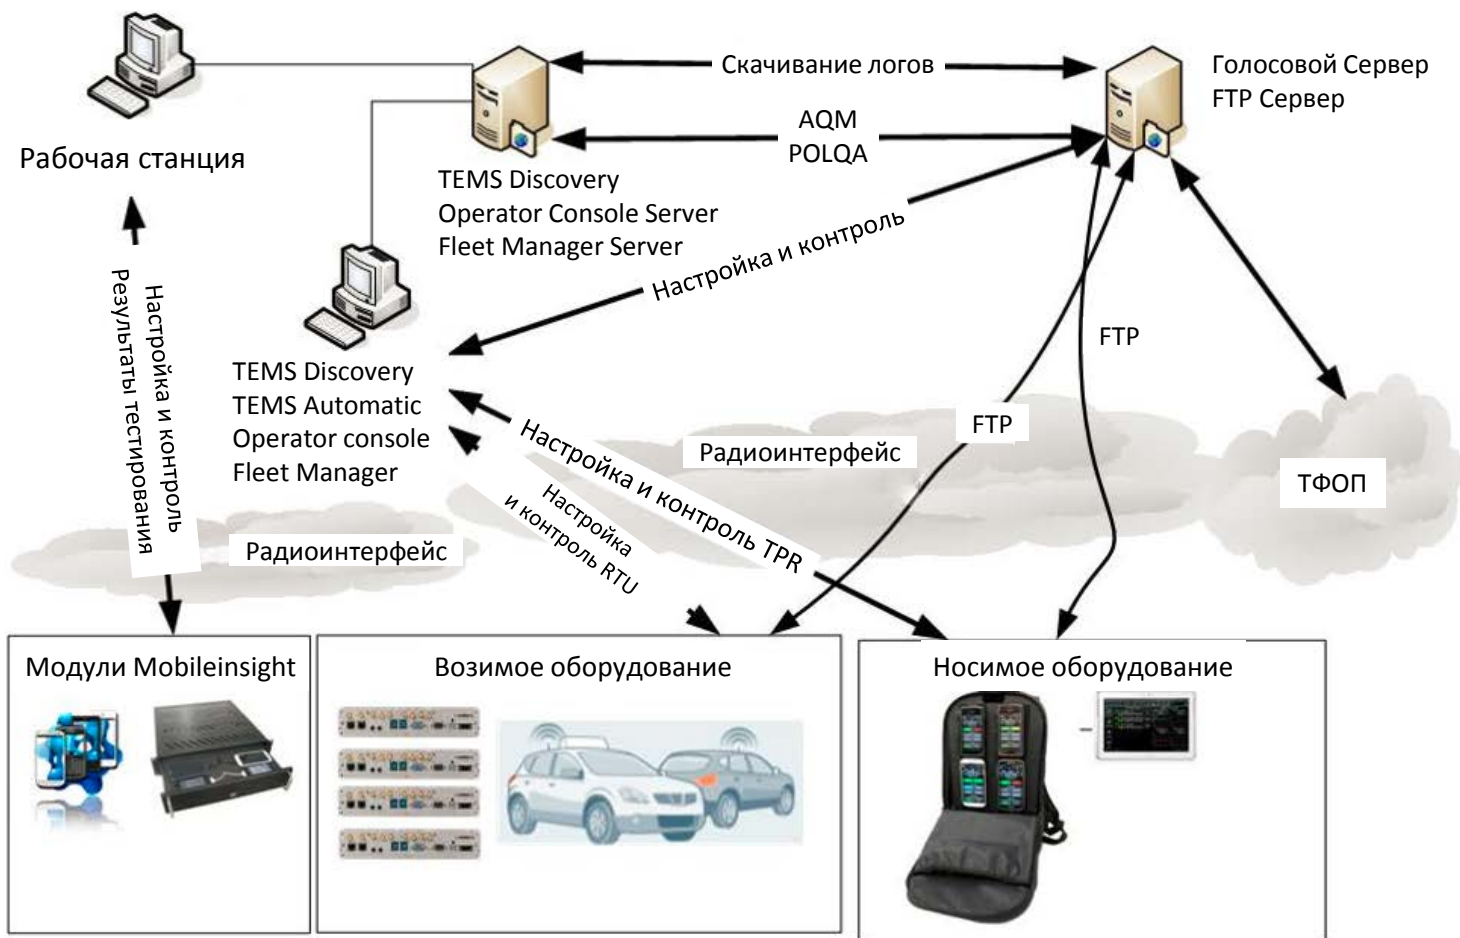 Скачивание логов
Голосовой Сервер
FTP Сервер
AQM
POLQA
Рабочая станция
TEMS Discovery
Operator Console Server
Fleet Manager Server
Настройка и контроль
Настройка и контроль
Результаты тестирования
FTP
TEMS Discovery
TEMS Automatic
Operator console
Fleet Manager
FTP
Настройка и контроль TPR
Радиоинтерфейс
ТФОП
Настройка
и контроль RTU
Радиоинтерфейс
Модули Mobileinsight
Возимое оборудование
Носимое оборудование